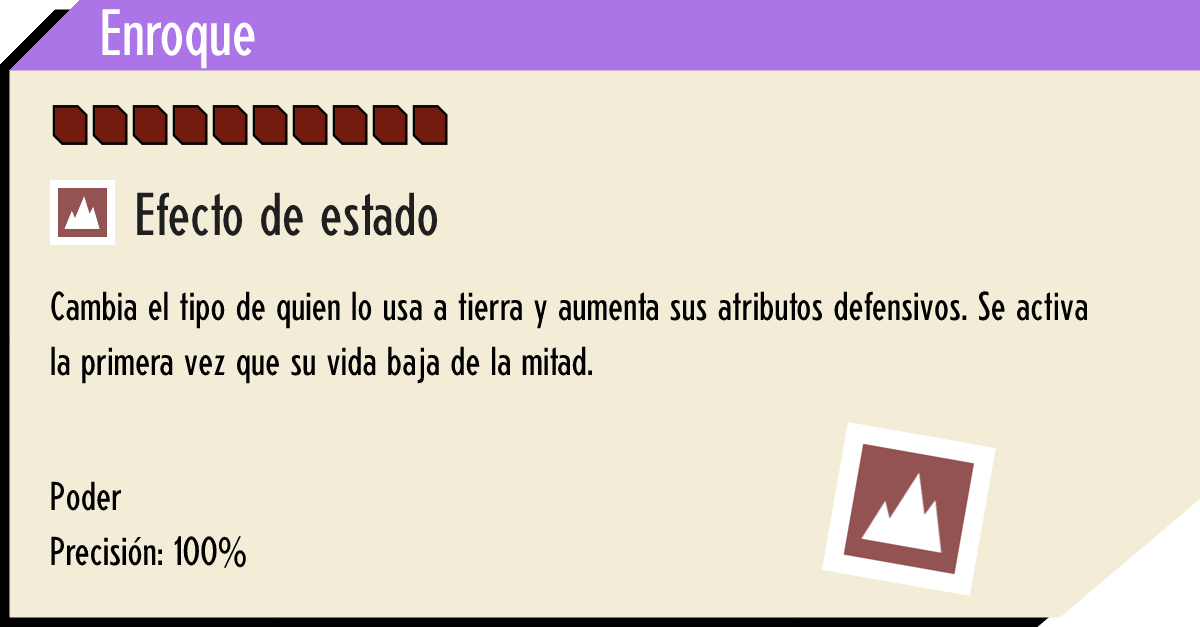 Enroque
Efecto de estado
Cambia el tipo de quien lo usa a tierra y aumenta sus atributos defensivos. Se activa
la primera vez que su vida baja de la mitad.
Poder
Precisión: 100%